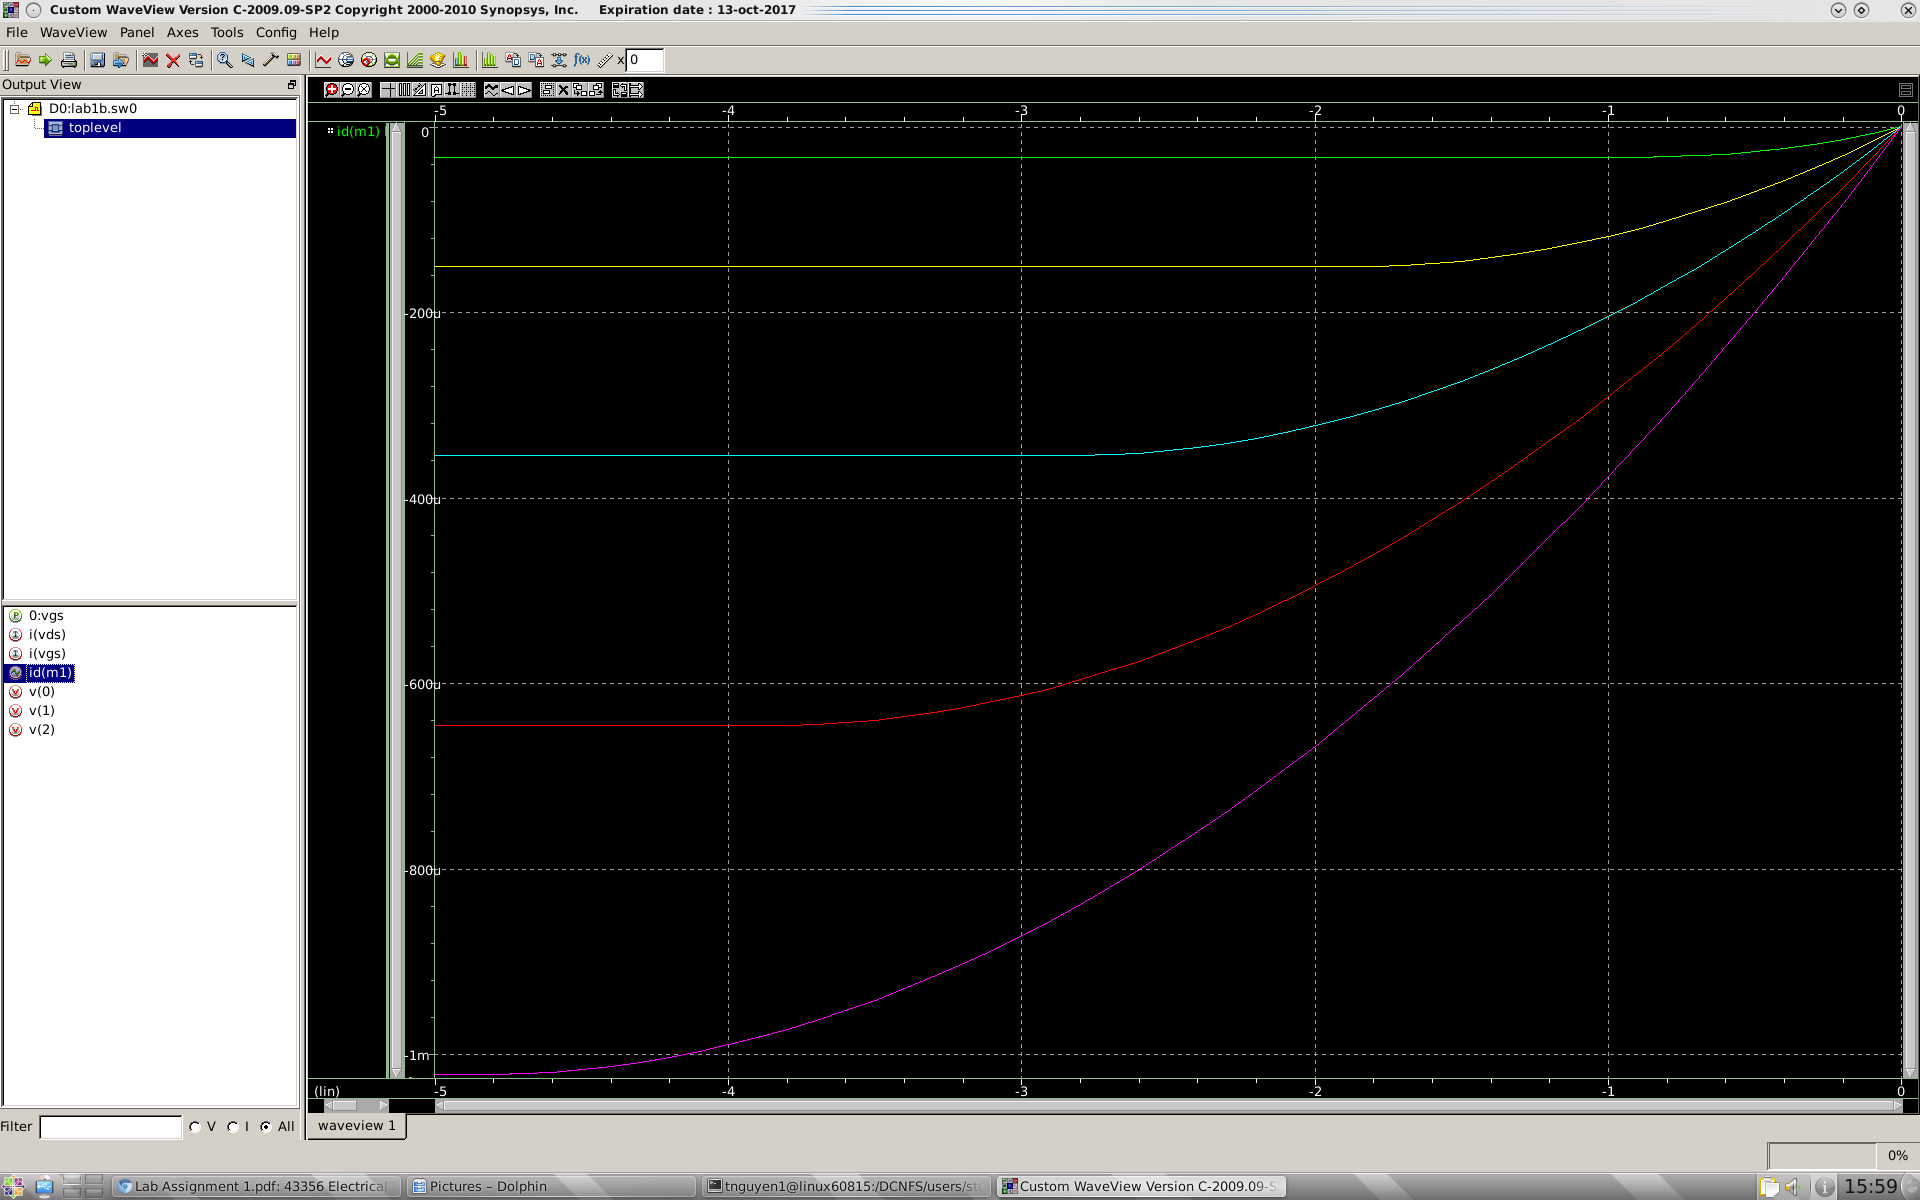 Custom WaveView Version C-2009.09-SP2 Copyright 2000-2010 Synopsys, Inc. Expiration date : 13-oct-2017
File WaveView Panel Axes Tools Config Help
x 0
Output View
D0:lab1b.sw0
toplevel
0:vgs
i(vds)
i(vgs)
id(m1)
v(0)
v(1)
v(2)
Filter V I All
-5 -4 -3 -2 -1 0
id(m1)
0
-200u
-400u
-600u
-800u
-1m
(lin) -5 -4 -3 -2 -1 0
waveview 1
0%
Lab Assignment 1.pdf: 43356 Electrical
Pictures – Dolphin
tnguyen1@linux60815:/DCNFS/users/st
Custom WaveView Version C-2009.09-S
15:59